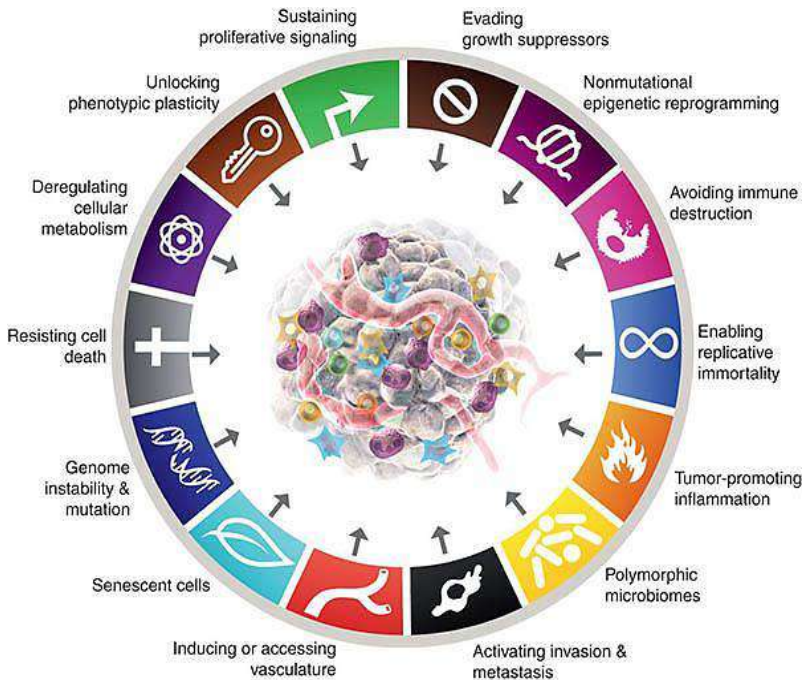 Sustaining
proliferative signaling
Evading
growth suppressors
Nonmutational
epigenetic reprogramming
Avoiding immune
destruction
Enabling
replicative
immortality
Tumor-promoting
inflammation
Polymorphic
microbiomes
Activating invasion &
metastasis
Inducing or accessing
vasculature
Senescent cells
Genome
instability &
mutation
Resisting cell
death
Deregulating
cellular
metabolism
Unlocking
phenotypic plasticity